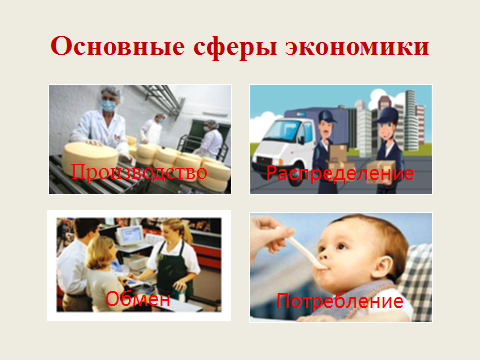 Основные сферы экономики
Производство
Распределение
Обмен
Потребление